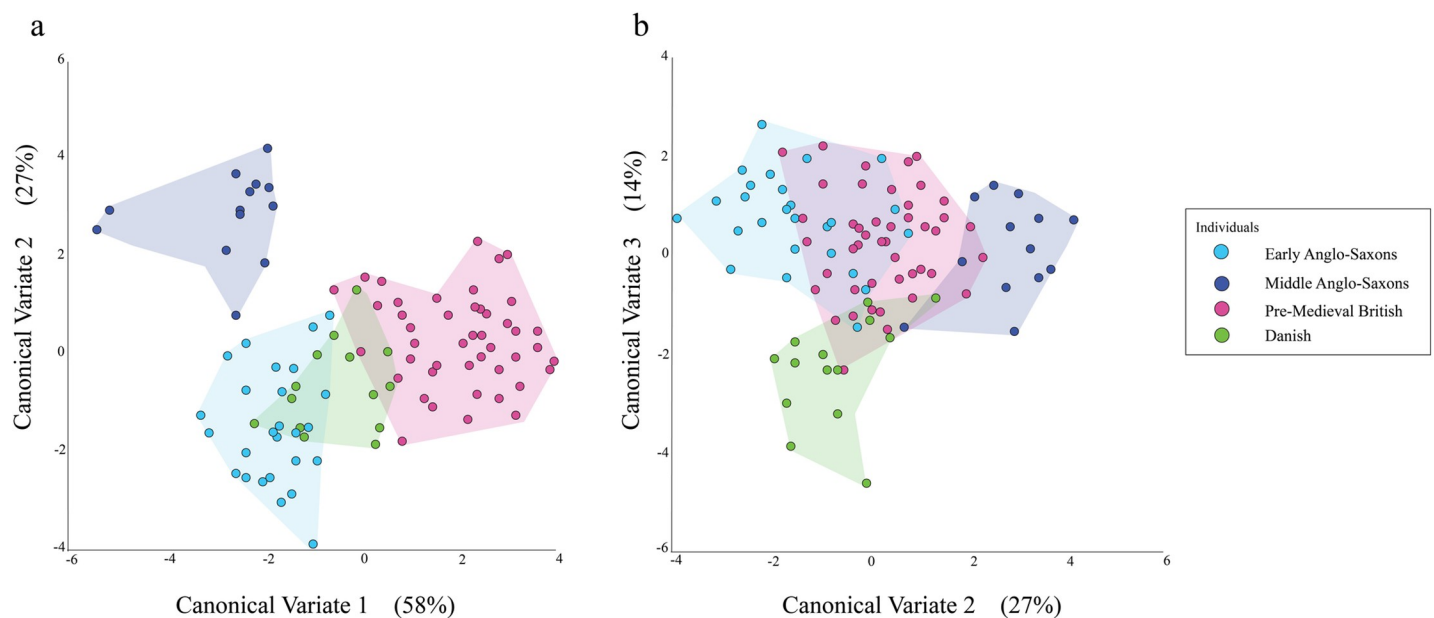 a
6
4
2
0
-2
-4
-6
-4
-2
0
2
4
Canonical Variate 2 (27%)
Canonical Variate 1 (58%)
b
4
2
0
-2
-4
-6
-4
-2
0
2
4
6
Canonical Variate 3 (14%)
Canonical Variate 2 (27%)
Individuals
Early Anglo-Saxons
Middle Anglo-Saxons
Pre-Medieval British
Danish